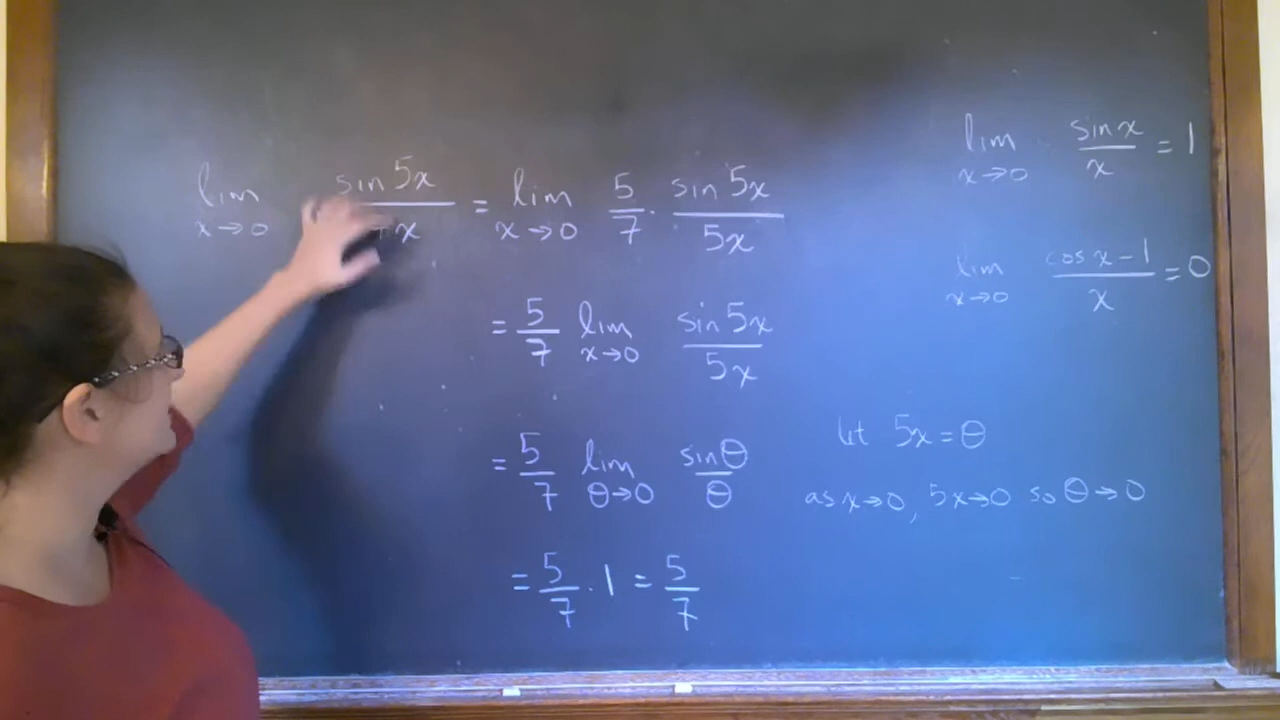 lim x→0 sin 5x / 7x = lim x→0 5/7 · sin 5x / 5x
= 5/7 lim x→0 sin 5x / 5x
= 5/7 lim θ→0 sin θ / θ
= 5/7 · 1 = 5/7
lim x→0 sin x / x = 1
lim x→0 cos x − 1 / x = 0
let 5x = θ
as x→0, 5x→0 so θ→0